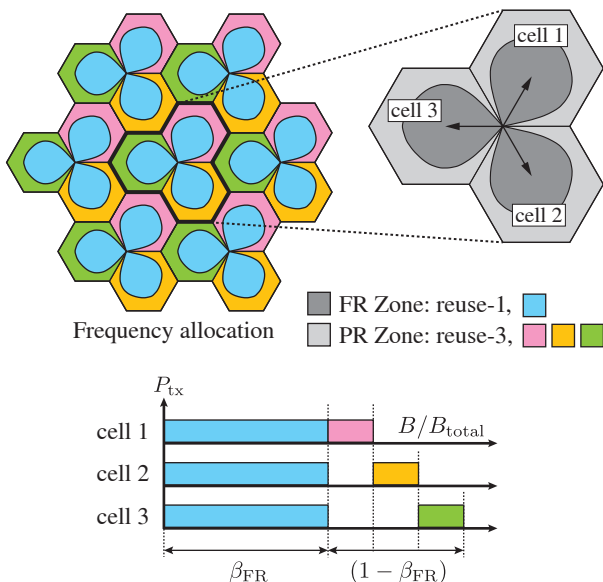 cell 1
cell 3
cell 2
Frequency allocation
FR Zone: reuse-1,
PR Zone: reuse-3,
P_tx
cell 1
B/B_total
cell 2
cell 3
β_FR
(1 − β_FR)